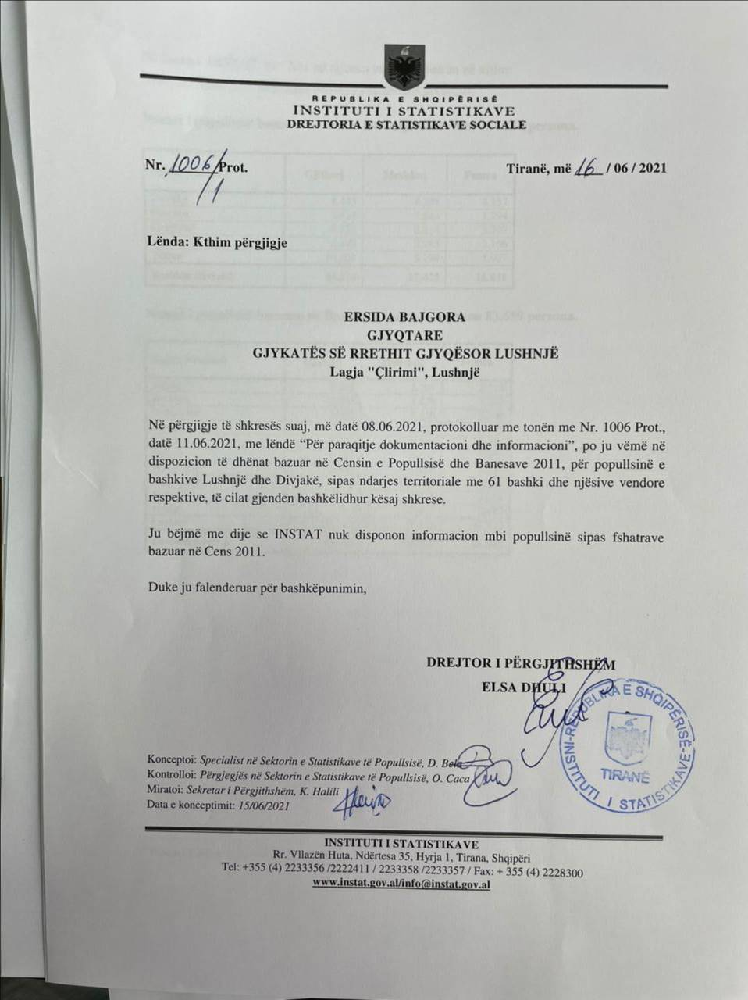 REPUBLIKA E SHQIPËRISË
INSTITUTI I STATISTIKAVE
DREJTORIA E STATISTIKAVE SOCIALE
Nr. 1006/1 Prot.
Tiranë, më 16 / 06 / 2021
Lënda: Kthim përgjigje
ERSIDA BAJGORA
GJYQTARE
GJYKATËS SË RRETHIT GJYQËSOR LUSHNJË
Lagja "Çlirimi", Lushnjë
Në përgjigje të shkresës suaj, më datë 08.06.2021, protokolluar me tonën me Nr. 1006 Prot.,
datë 11.06.2021, me lëndë “Për paraqitje dokumentacioni dhe informacioni”, po ju vëmë në
dispozicion të dhënat bazuar në Censin e Popullsisë dhe Banesave 2011, për popullsinë e
bashkive Lushnjë dhe Divjakë, sipas ndarjes territoriale me 61 bashki dhe njësive vendore
respektive, të cilat gjenden bashkëlidhur kësaj shkrese.
Ju bëjmë me dije se INSTAT nuk disponon informacion mbi popullsinë sipas fshatrave
bazuar në Cens 2011.
Duke ju falenderuar për bashkëpunimin,
DREJTOR I PËRGJITHSHËM
ELSA DHULI
REPUBLIKA E SHQIPËRISË
INSTITUTI I STATISTIKAVE
TIRANË
Konceptoi: Specialist në Sektorin e Statistikave të Popullsisë, D. Bela
Kontrolloi: Përgjegjës në Sektorin e Statistikave të Popullsisë, O. Caca
Miratoi: Sekretar i Përgjithshëm, K. Halili
Data e konceptimit: 15/06/2021
INSTITUTI I STATISTIKAVE
Rr. Vllazën Huta, Ndërtesa 35, Hyrja 1, Tirana, Shqipëri
Tel: +355 (4) 2233356 /2222411 / 2233358 /2233357 / Fax: + 355 (4) 2228300
www.instat.gov.al/info@instat.gov.al